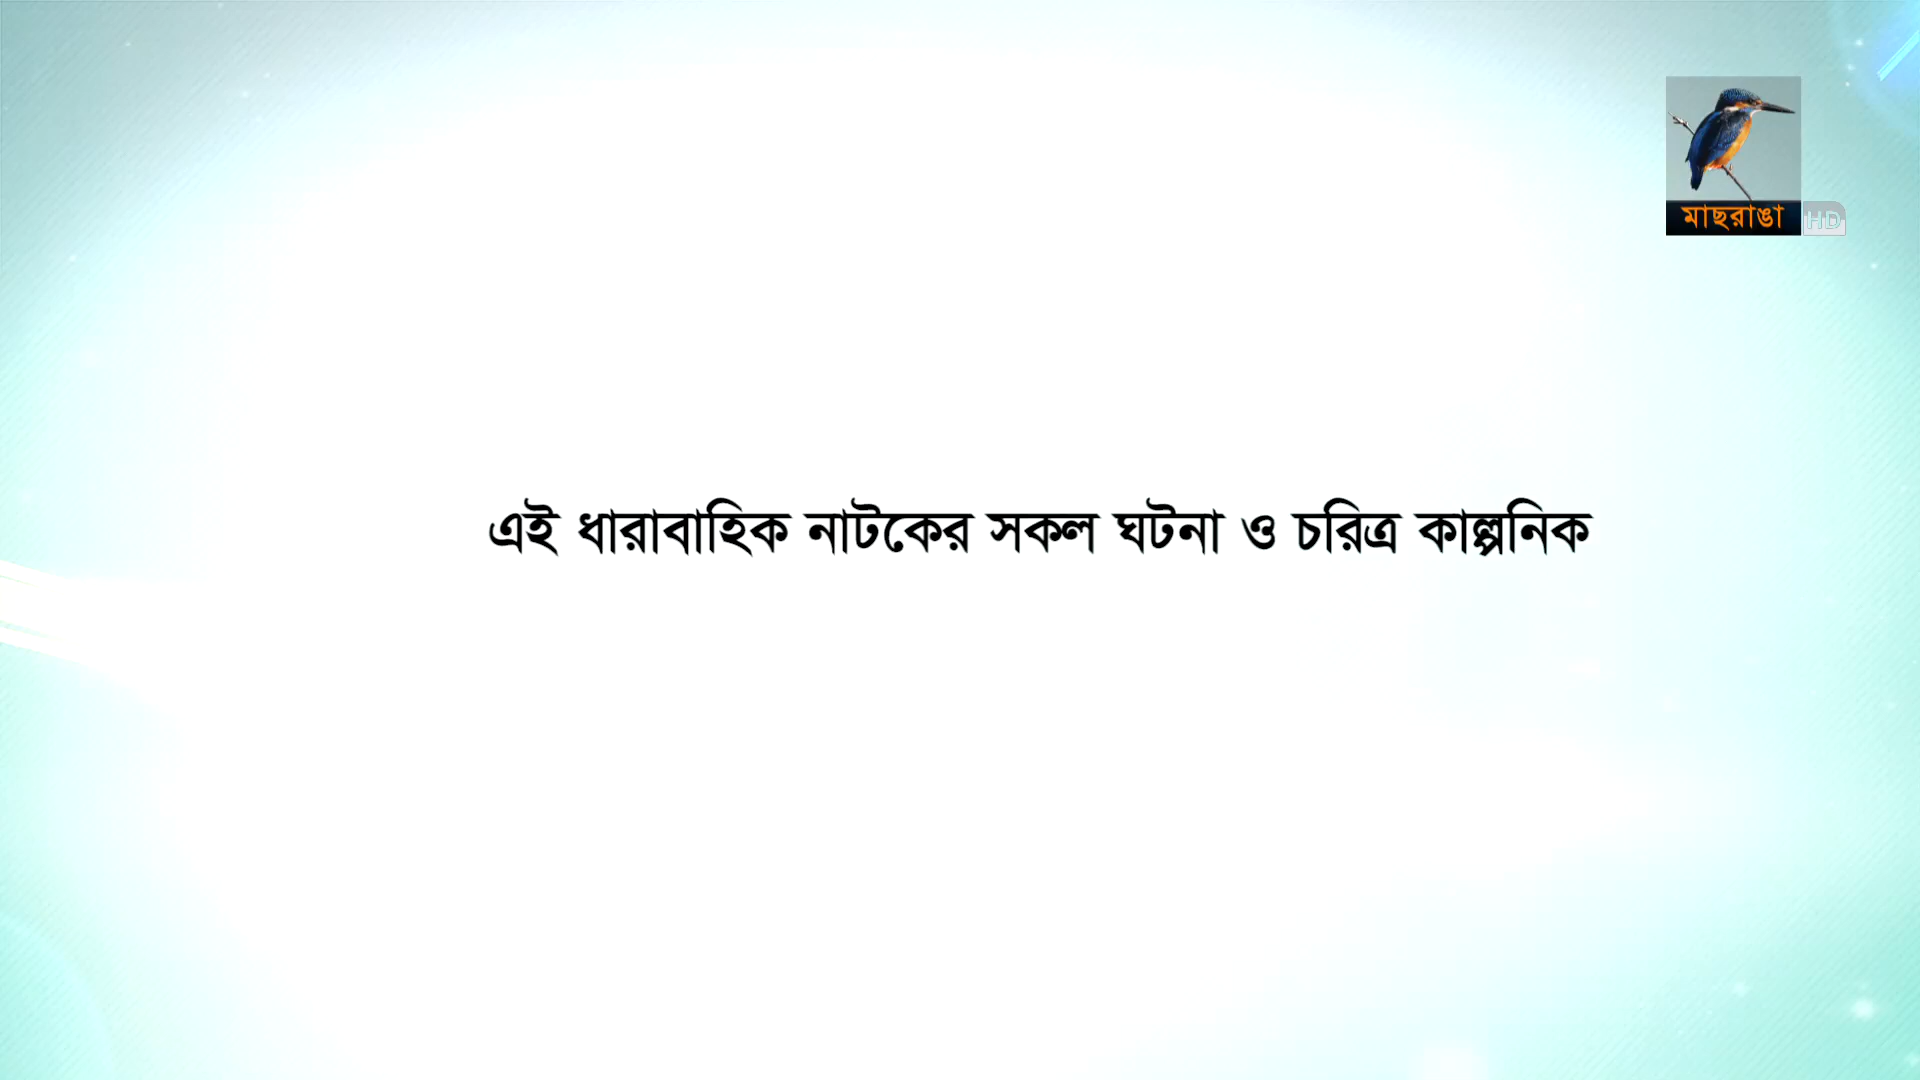 মাছরাঙা
HD
এই ধারাবাহিক নাটকের সকল ঘটনা ও চরিত্র কাল্পনিক